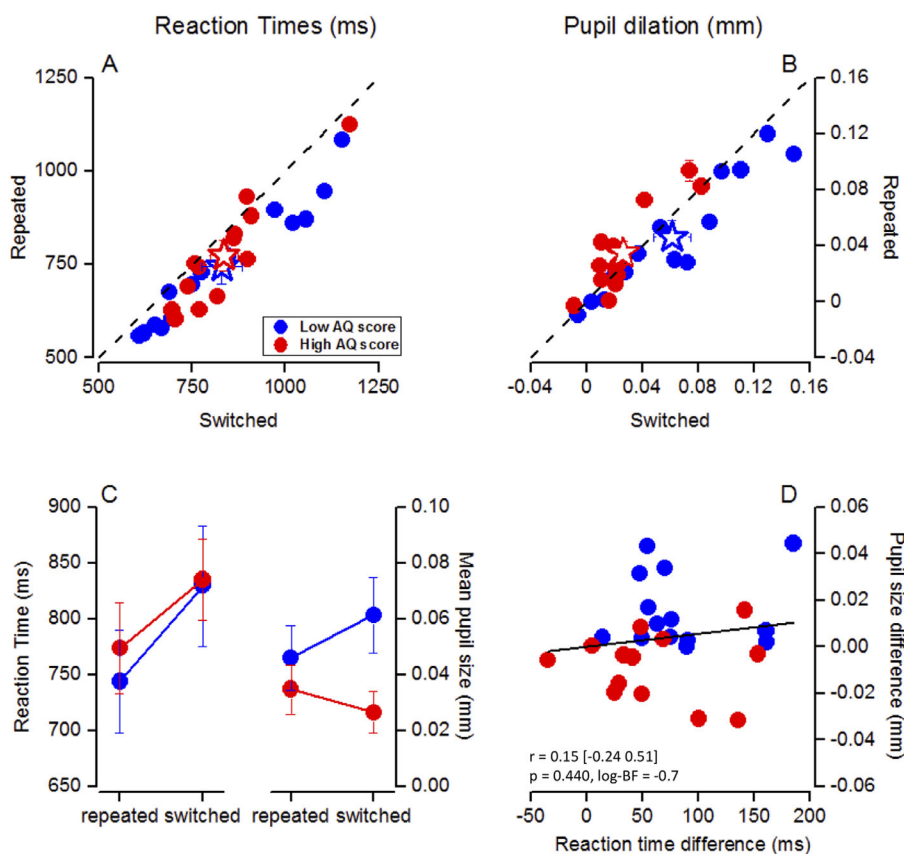 Reaction Times (ms)
Pupil dilation (mm)
A
1250
1000
750
500
Repeated
500 750 1000 1250
Switched
Low AQ score
High AQ score
B
0.16
0.12
0.08
0.04
0
-0.04
Repeated
-0.04 0 0.04 0.08 0.12 0.16
Switched
C
900
850
800
750
700
650
Reaction Time (ms)
0.10
0.08
0.06
0.04
0.02
0.00
Mean pupil size (mm)
repeated switched repeated switched
D
0.06
0.04
0.02
0.00
-0.02
-0.04
-0.06
Pupil size difference (mm)
r = 0.15 [-0.24 0.51]
p = 0.440, log-BF = -0.7
-50 0 50 100 150 200
Reaction time difference (ms)